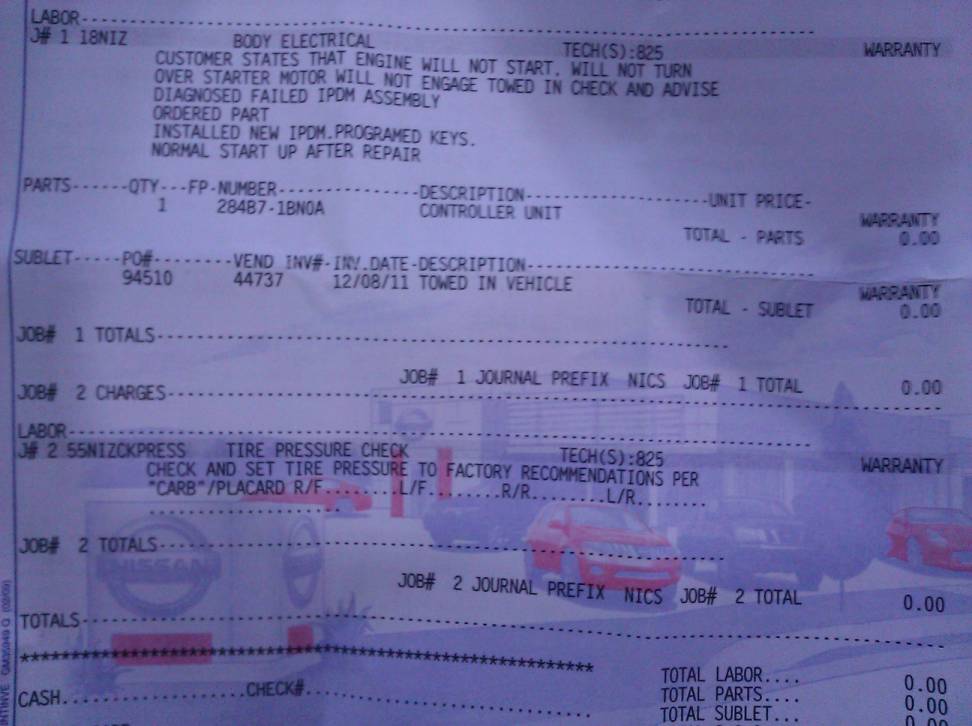 LABOR------------------------------------------------
J# 1 18NIZ BODY ELECTRICAL TECH(S):825 WARRANTY
CUSTOMER STATES THAT ENGINE WILL NOT START. WILL NOT TURN
OVER STARTER MOTOR WILL NOT ENGAGE TOWED IN CHECK AND ADVISE
DIAGNOSED FAILED IPDM ASSEMBLY
ORDERED PART
INSTALLED NEW IPDM.PROGRAMED KEYS.
NORMAL START UP AFTER REPAIR
PARTS------QTY---FP-NUMBER---------------DESCRIPTION--------------------UNIT PRICE-
1 284B7-1BN0A CONTROLLER UNIT WARRANTY
TOTAL - PARTS 0.00
SUBLET-----PO#--------VEND INV#-INV.DATE-DESCRIPTION--------------------
94510 44737 12/08/11 TOWED IN VEHICLE WARRANTY
TOTAL - SUBLET 0.00
JOB# 1 TOTALS------------------------------------------------
JOB# 1 JOURNAL PREFIX NICS JOB# 1 TOTAL 0.00
JOB# 2 CHARGES------------------------------------------------
LABOR------------------------------------------------
J# 2 55NIZCKPRESS TIRE PRESSURE CHECK TECH(S):825 WARRANTY
CHECK AND SET TIRE PRESSURE TO FACTORY RECOMMENDATIONS PER
"CARB"/PLACARD R/F........L/F........R/R........L/R........
....................
NISSAN
JOB# 2 TOTALS------------------------------------------------
JOB# 2 JOURNAL PREFIX NICS JOB# 2 TOTAL 0.00
TOTALS------------------------------------------------
************************************************************
TOTAL LABOR.... 0.00
CASH....................CHECK#.............................. TOTAL PARTS.... 0.00
TOTAL SUBLET... 0.00